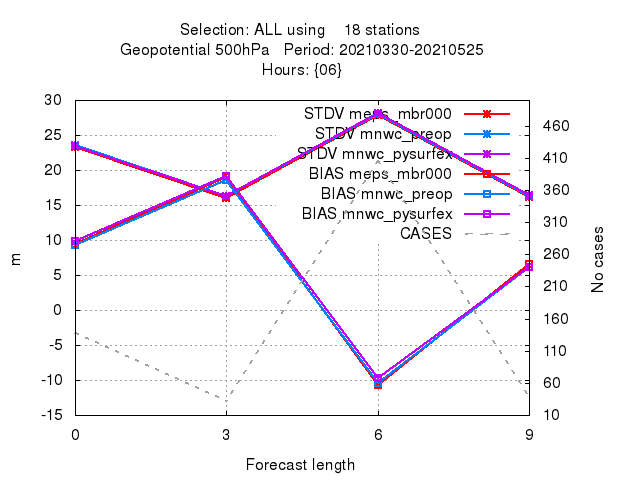 Selection: ALL using 18 stations
Geopotential 500hPa Period: 20210330-20210525
Hours: {06}
STDV meps_mbr000
STDV mnwc_preop
STDV mnwc_pysurfex
BIAS meps_mbr000
BIAS mnwc_preop
BIAS mnwc_pysurfex
CASES
30
25
20
15
10
5
0
-5
-10
-15
m
460
410
360
310
260
210
160
110
60
10
No cases
0 3 6 9
Forecast length